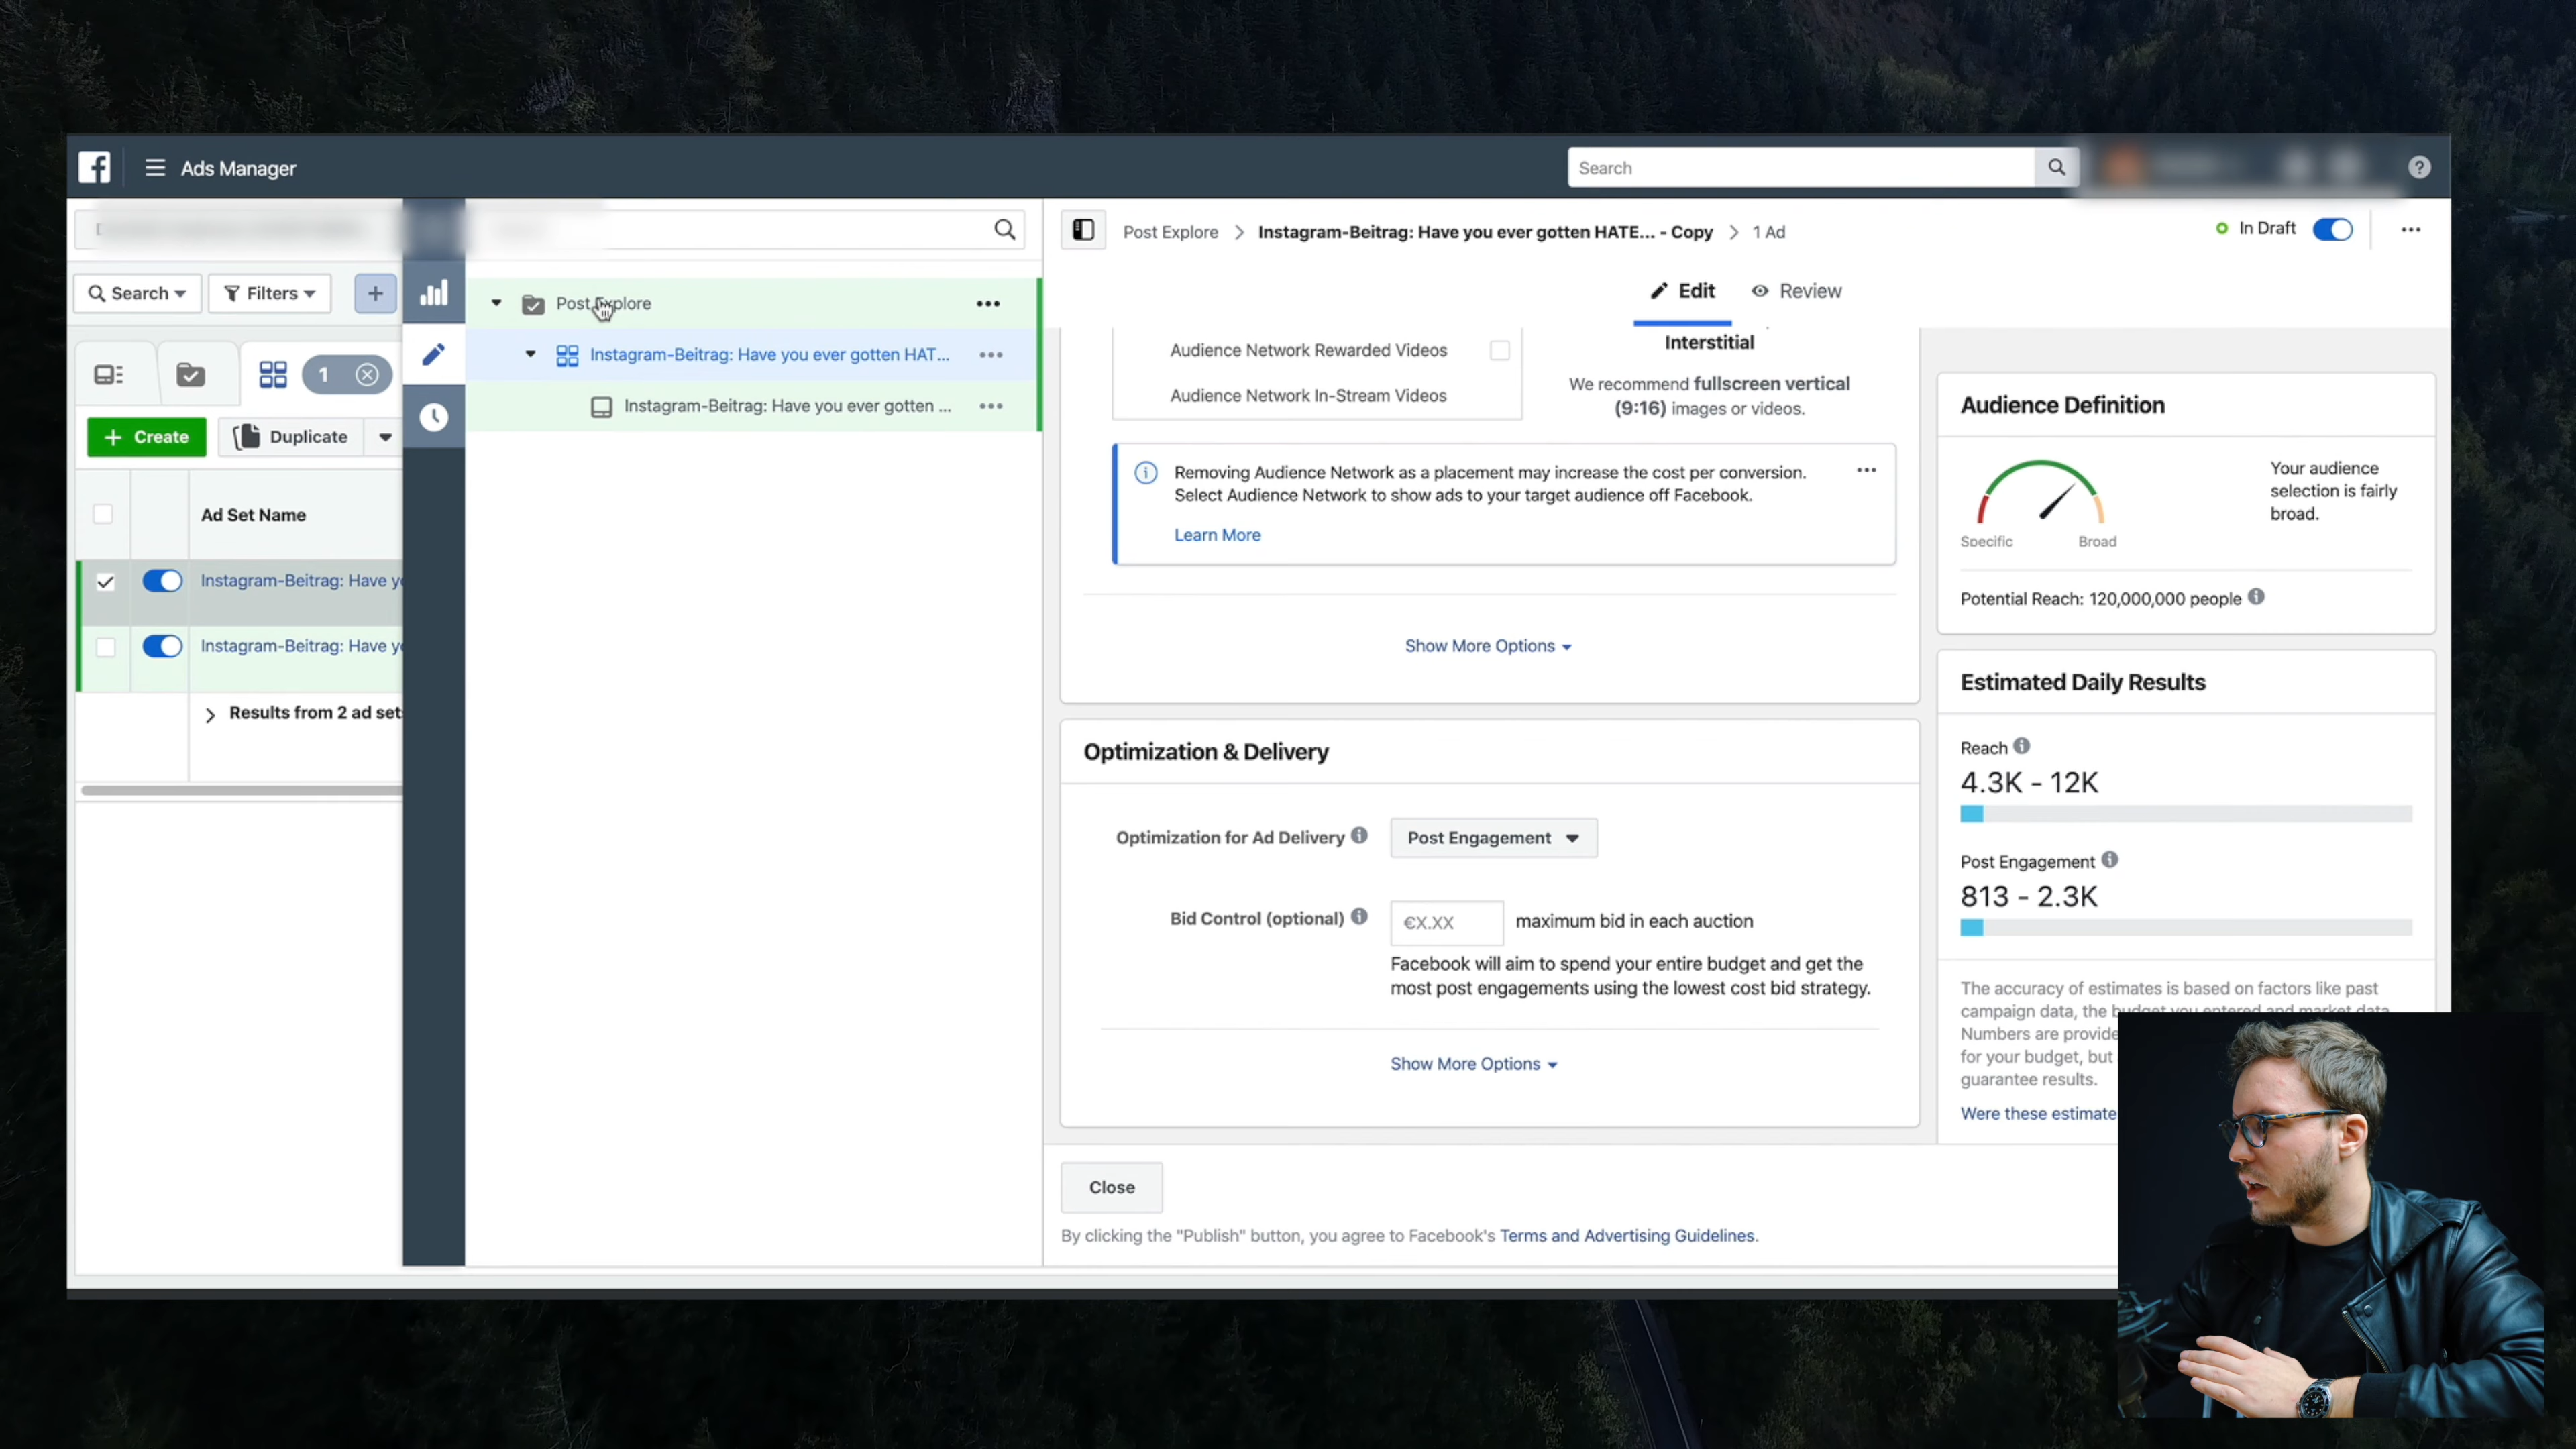 Ads Manager
Search
Search
Filters
1
Create
Duplicate
Ad Set Name
Instagram-Beitrag: Have
Instagram-Beitrag: Have
Results from 2 ad
Post Explore
Instagram-Beitrag: Have you ever gotten HAT...
Instagram-Beitrag: Have you ever gotten ...
Post Explore > Instagram-Beitrag: Have you ever gotten HATE... - Copy > 1 Ad
In Draft
Edit
Review
Audience Network Rewarded Videos
Audience Network In-Stream Videos
Interstitial
We recommend fullscreen vertical
(9:16) images or videos.
Removing Audience Network as a placement may increase the cost per conversion.
Select Audience Network to show ads to your target audience off Facebook.
Learn More
Show More Options
Optimization & Delivery
Optimization for Ad Delivery
Post Engagement
Bid Control (optional)
€X.XX
maximum bid in each auction
Facebook will aim to spend your entire budget and get the
most post engagements using the lowest cost bid strategy.
Show More Options
Close
By clicking the "Publish" button, you agree to Facebook's Terms and Advertising Guidelines.
Audience Definition
Specific
Broad
Your audience
selection is fairly
broad.
Potential Reach: 120,000,000 people
Estimated Daily Results
Reach
4.3K - 12K
Post Engagement
813 - 2.3K
The accuracy of estimates is based on factors like past
campaign data, the budget you entered and market data.
Numbers are
for your budget, but
guarantee results.
Were these